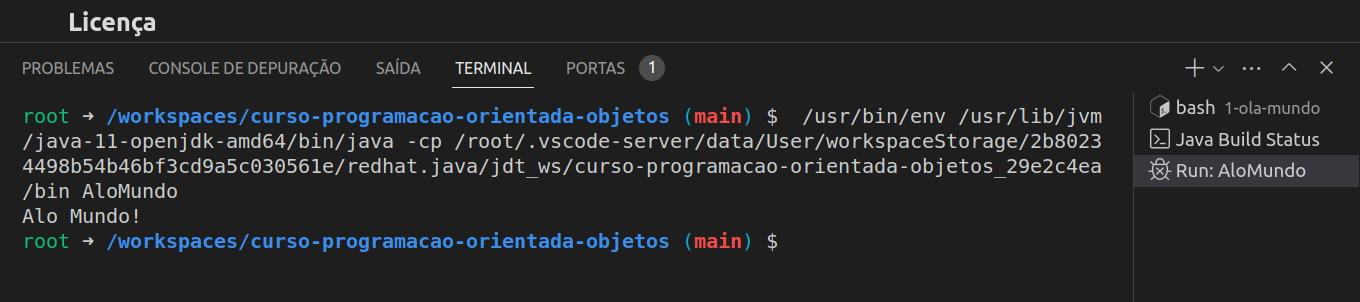 Licença
PROBLEMAS CONSOLE DE DEPURAÇÃO SAÍDA TERMINAL PORTAS 1
root ➜ /workspaces/curso-programacao-orientada-objetos (main) $  /usr/bin/env /usr/lib/jvm
/java-11-openjdk-amd64/bin/java -cp /root/.vscode-server/data/User/workspaceStorage/2b8023
4498b54b46bf3cd9a5c030561e/redhat.java/jdt_ws/curso-programacao-orientada-objetos_29e2c4ea
/bin AloMundo
Alo Mundo!
root ➜ /workspaces/curso-programacao-orientada-objetos (main) $
bash 1-ola-mundo
Java Build Status
Run: AloMundo